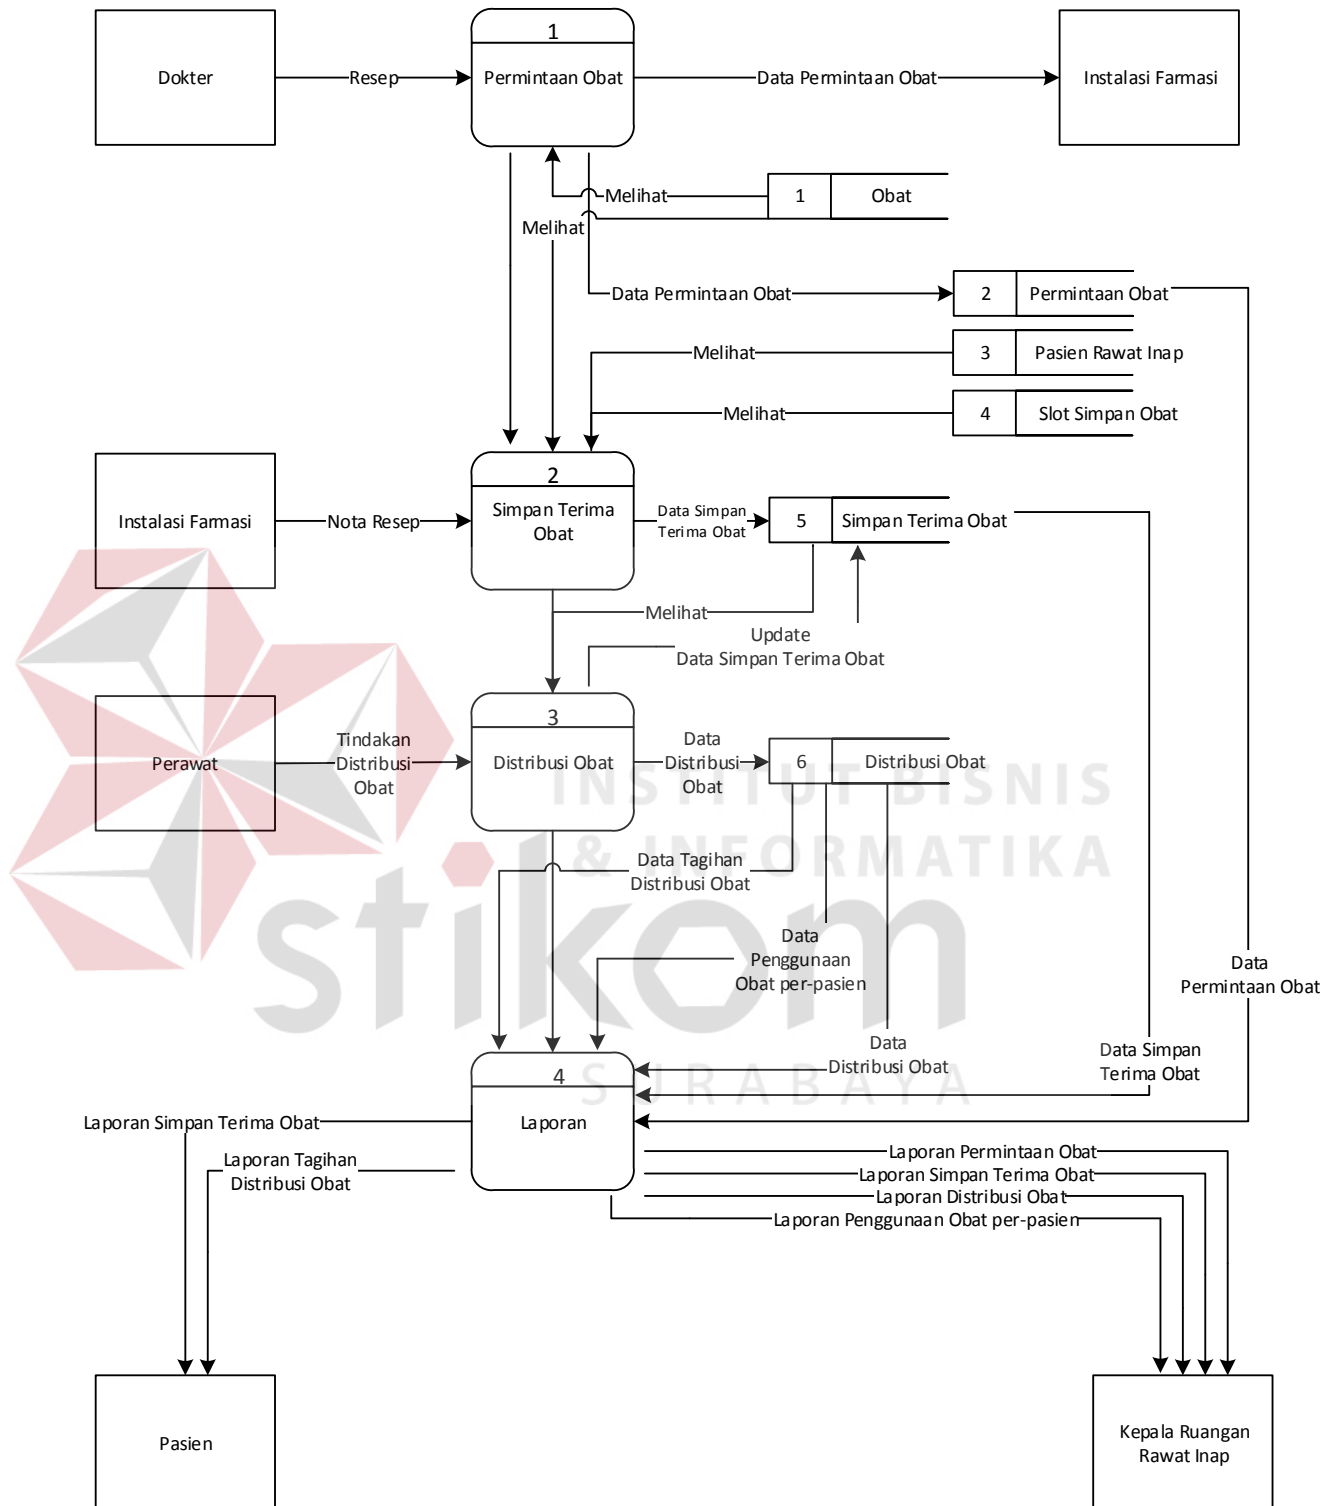 1
Dokter
Resep
Permintaan Obat
Data Permintaan Obat
Instalasi Farmasi
Melihat
1
Obat
Melihat
Data Permintaan Obat
2
Permintaan Obat
Melihat
3
Pasien Rawat Inap
Melihat
4
Slot Simpan Obat
2
Instalasi Farmasi
Nota Resep
Simpan Terima
Obat
Data Simpan
Terima Obat
5
Simpan Terima Obat
Melihat
Update
Data Simpan Terima Obat
3
Perawat
Tindakan
Distribusi
Obat
Distribusi Obat
Data
Distribusi
Obat
6
Distribusi Obat
INSTITUT BISNIS
& INFORMATIKA
stikom
SURABAYA
Data Tagihan
Distribusi Obat
Data
Penggunaan
Obat per-pasien
Data
Permintaan Obat
Data
Distribusi Obat
Data Simpan
Terima Obat
4
Laporan
Laporan Simpan Terima Obat
Laporan Tagihan
Distribusi Obat
Laporan Permintaan Obat
Laporan Simpan Terima Obat
Laporan Distribusi Obat
Laporan Penggunaan Obat per-pasien
Pasien
Kepala Ruangan
Rawat Inap